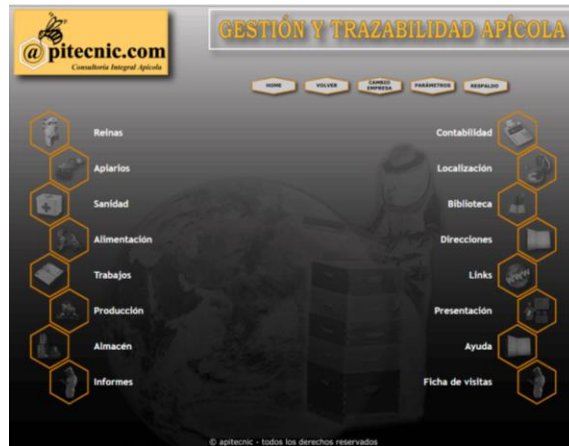 @pitecnic.com
Consultoría Integral Apícola
GESTIÓN Y TRAZABILIDAD APÍCOLA
HOME
VOLVER
CAMBIO
EMPRESA
PARÁMETROS
RESPALDO
Reinas
Apiarios
Sanidad
Alimentación
Trabajos
Producción
Almacén
Informes
Contabilidad
Localización
Biblioteca
Direcciones
Links
WWW
Presentación
Ayuda
Ficha de visitas
© apitecnic - todos los derechos reservados